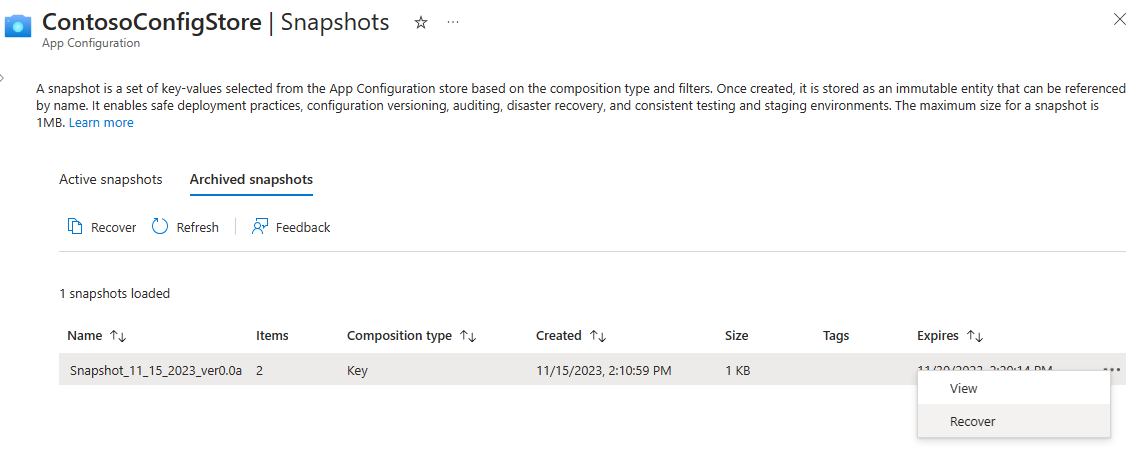 ContosoConfigStore | Snapshots
App Configuration
A snapshot is a set of key-values selected from the App Configuration store based on the composition type and filters. Once created, it is stored as an immutable entity that can be referenced
by name. It enables safe deployment practices, configuration versioning, auditing, disaster recovery, and consistent testing and staging environments. The maximum size for a snapshot is
1MB. Learn more
Active snapshots Archived snapshots
Recover Refresh Feedback
1 snapshots loaded
Name Items Composition type Created Size Tags Expires
Snapshot_11_15_2023_ver0.0a 2 Key 11/15/2023, 2:10:59 PM 1 KB
View
Recover